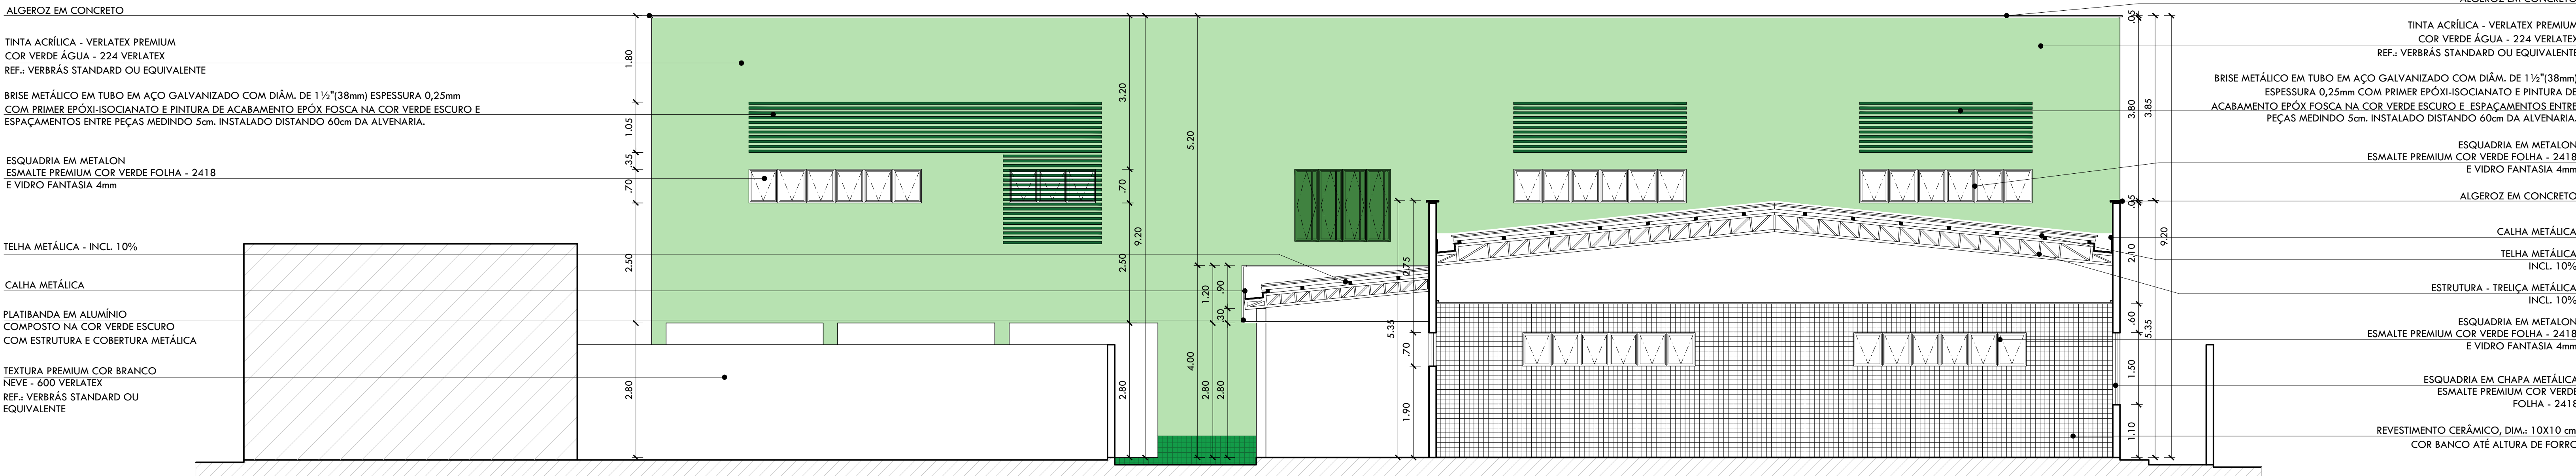 ALGEROZ EM CONCRETO
TINTA ACRÍLICA - VERLATEX PREMIUM
COR VERDE ÁGUA - 224 VERLATEX
REF.: VERBRÁS STANDARD OU EQUIVALENTE
BRISE METÁLICO EM TUBO EM AÇO GALVANIZADO COM DIÂM. DE 1½"(38mm) ESPESSURA 0,25mm
COM PRIMER EPÓXI-ISOCIANATO E PINTURA DE ACABAMENTO EPÓX FOSCA NA COR VERDE ESCURO E
ESPAÇAMENTOS ENTRE PEÇAS MEDINDO 5cm. INSTALADO DISTANDO 60cm DA ALVENARIA.
ESQUADRIA EM METALON
ESMALTE PREMIUM COR VERDE FOLHA - 2418
E VIDRO FANTASIA 4mm
TELHA METÁLICA - INCL. 10%
CALHA METÁLICA
PLATIBANDA EM ALUMÍNIO
COMPOSTO NA COR VERDE ESCURO
COM ESTRUTURA E COBERTURA METÁLICA
TEXTURA PREMIUM COR BRANCO
NEVE - 600 VERLATEX
REF.: VERBRÁS STANDARD OU
EQUIVALENTE
1.80
1.05
.35
.70
2.50
2.80
3.20
.70
2.50
2.80
9.20
5.20
4.00
1.20
2.80
.90
.30
2.80
5.35
2.75
.70
1.90
.05
3.80
.05
2.10
.60
1.50
1.10
3.85
5.35
9.20
ALGEROZ EM CONCRETO
TINTA ACRÍLICA - VERLATEX PREMIUM
COR VERDE ÁGUA - 224 VERLATEX
REF.: VERBRÁS STANDARD OU EQUIVALENTE
BRISE METÁLICO EM TUBO EM AÇO GALVANIZADO COM DIÂM. DE 1½"(38mm)
ESPESSURA 0,25mm COM PRIMER EPÓXI-ISOCIANATO E PINTURA DE
ACABAMENTO EPÓX FOSCA NA COR VERDE ESCURO E ESPAÇAMENTOS ENTRE
PEÇAS MEDINDO 5cm. INSTALADO DISTANDO 60cm DA ALVENARIA.
ESQUADRIA EM METALON
ESMALTE PREMIUM COR VERDE FOLHA - 2418
E VIDRO FANTASIA 4mm
ALGEROZ EM CONCRETO
CALHA METÁLICA
TELHA METÁLICA
INCL. 10%
ESTRUTURA - TRELIÇA METÁLICA
INCL. 10%
ESQUADRIA EM METALON
ESMALTE PREMIUM COR VERDE FOLHA - 2418
E VIDRO FANTASIA 4mm
ESQUADRIA EM CHAPA METÁLICA
ESMALTE PREMIUM COR VERDE
FOLHA - 2418
REVESTIMENTO CERÂMICO, DIM.: 10X10 cm
COR BANCO ATÉ ALTURA DE FORRO